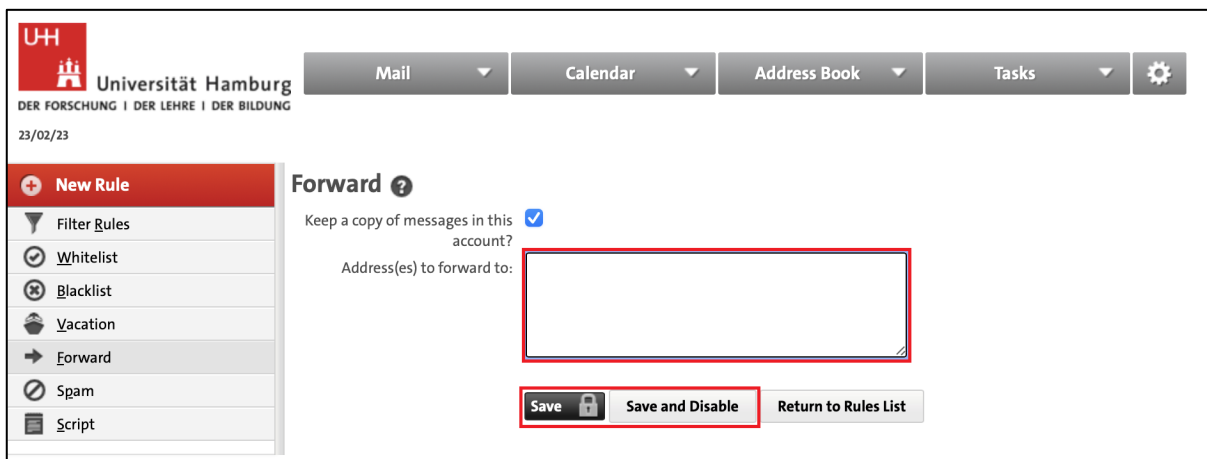 UH
Universität Hamburg
DER FORSCHUNG | DER LEHRE | DER BILDUNG
Mail
Calendar
Address Book
Tasks
23/02/23
New Rule
Filter Rules
Whitelist
Blacklist
Vacation
Forward
Spam
Script
Forward ?
Keep a copy of messages in this
account?
Address(es) to forward to:
Save
Save and Disable
Return to Rules List